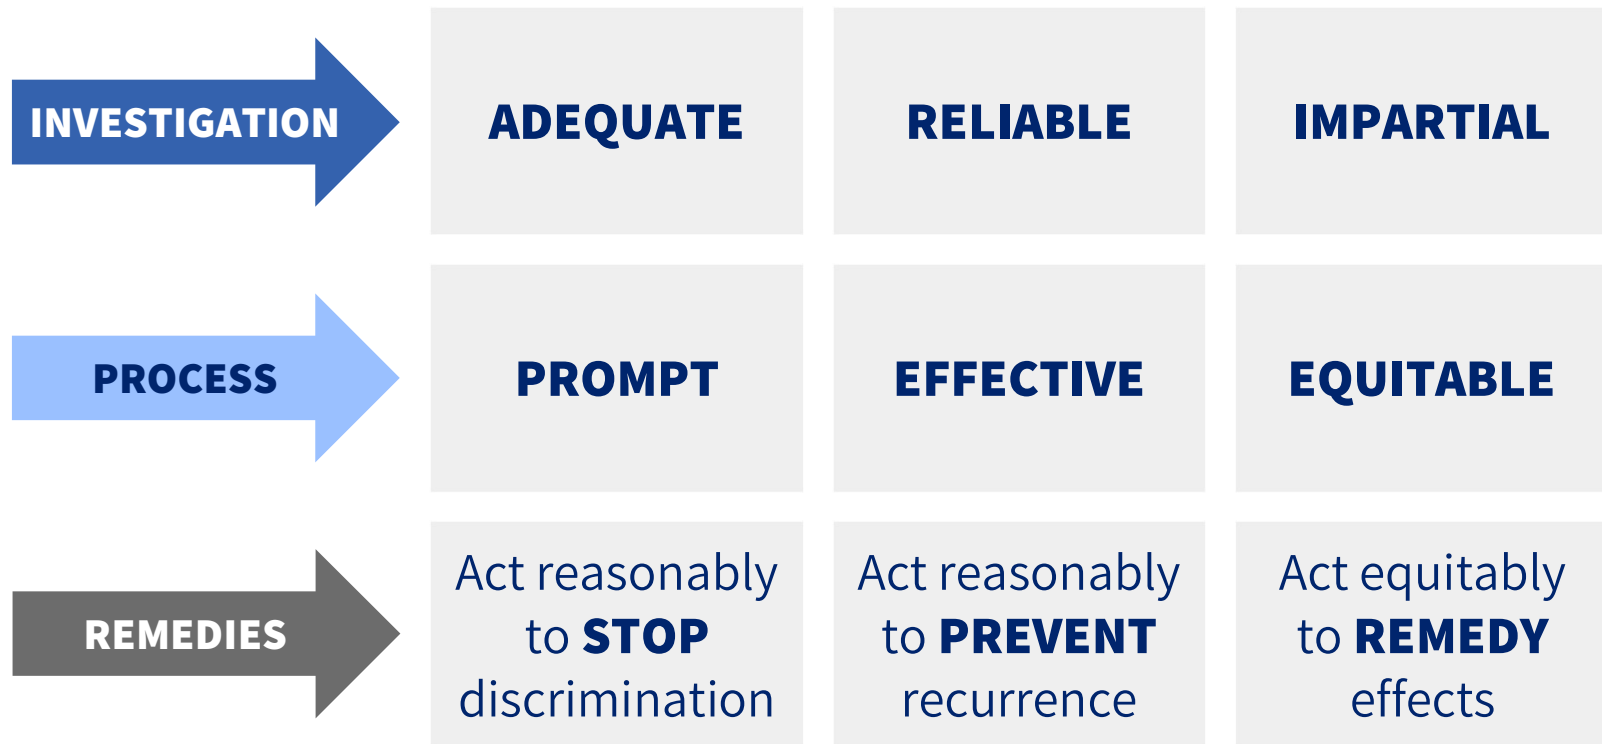 INVESTIGATION
ADEQUATE
RELIABLE
IMPARTIAL
PROCESS
PROMPT
EFFECTIVE
EQUITABLE
REMEDIES
Act reasonably
to STOP
discrimination
Act reasonably
to PREVENT
recurrence
Act equitably
to REMEDY
effects